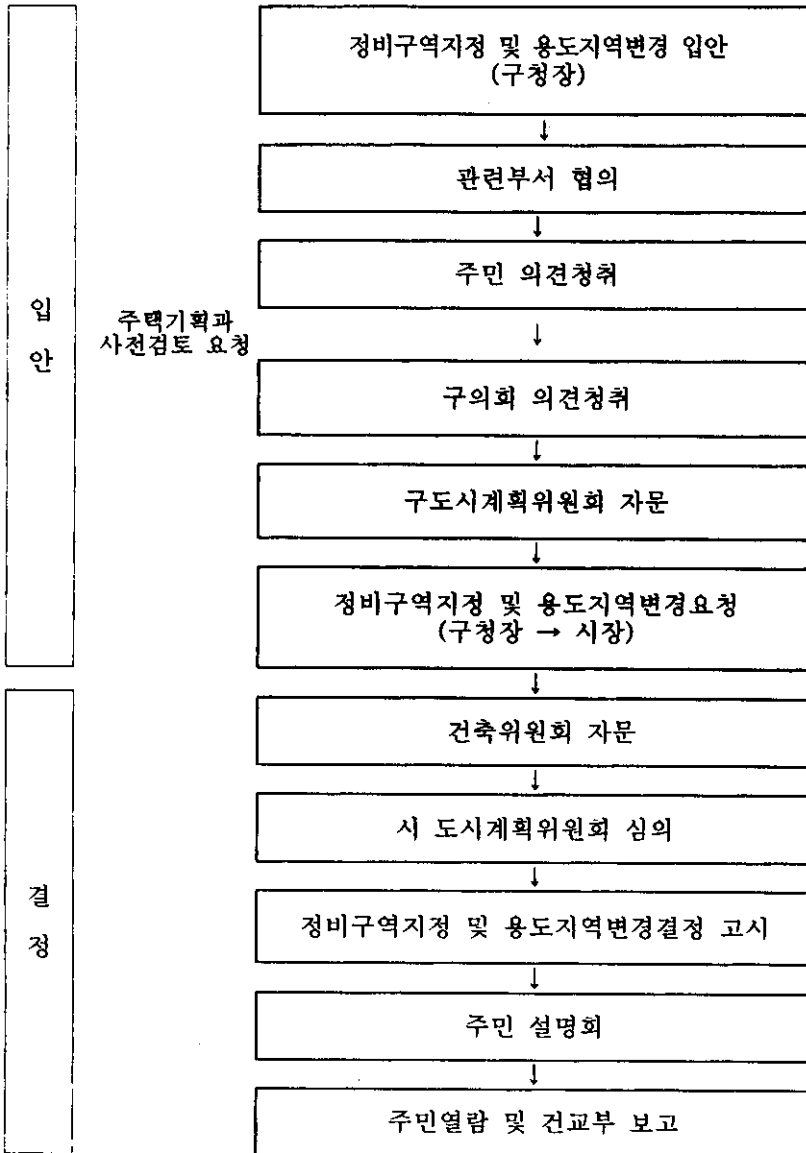 정비구역지정 및 용도지역변경 입안
(구청장)
↓
관련부서 협의
↓
주민 의견청취
입
안
주택기획과
사전검토 요청
↓
구의회 의견청취
↓
구도시계획위원회 자문
↓
정비구역지정 및 용도지역변경요청
(구청장 → 시장)
↓
건축위원회 자문
↓
시 도시계획위원회 심의
↓
결
정
정비구역지정 및 용도지역변경결정 고시
↓
주민 설명회
↓
주민열람 및 건교부 보고